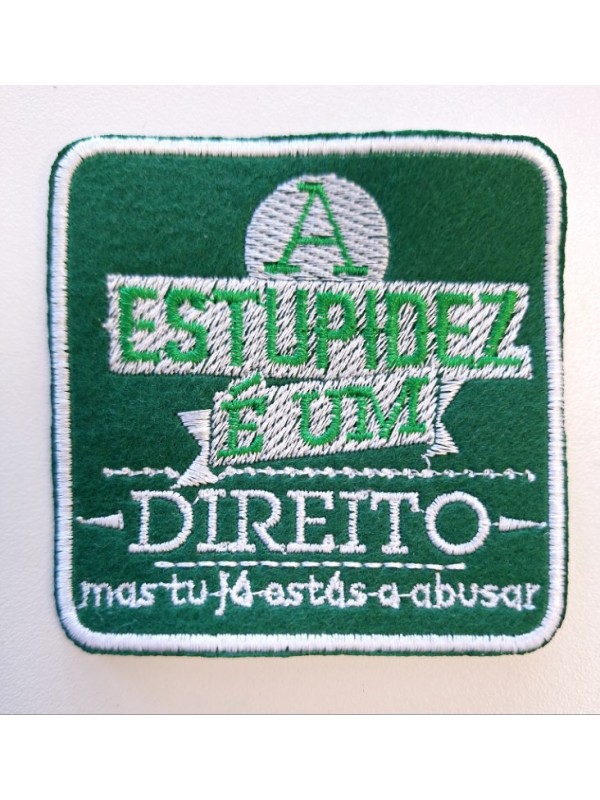 A
ESTUPIDEZ
É UM
DIREITO
mas tu já estás a abusar